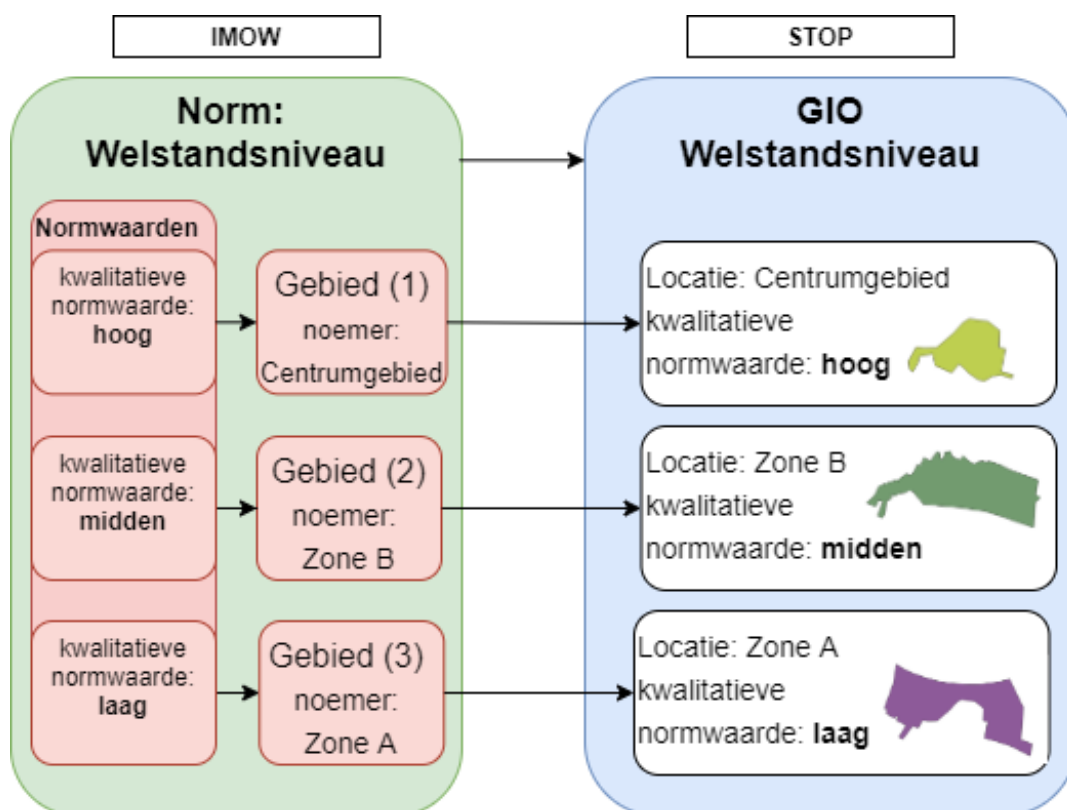 IMOW
STOP
Norm:
Welstandsniveau
GIO
Welstandsniveau
Normwaarden
kwalitatieve
normwaarde:
hoog
Gebied (1)
noemer:
Centrumgebied
Locatie: Centrumgebied
kwalitatieve
normwaarde: hoog
kwalitatieve
normwaarde:
midden
Gebied (2)
noemer:
Zone B
Locatie: Zone B
kwalitatieve
normwaarde: midden
kwalitatieve
normwaarde:
laag
Gebied (3)
noemer:
Zone A
Locatie: Zone A
kwalitatieve
normwaarde: laag